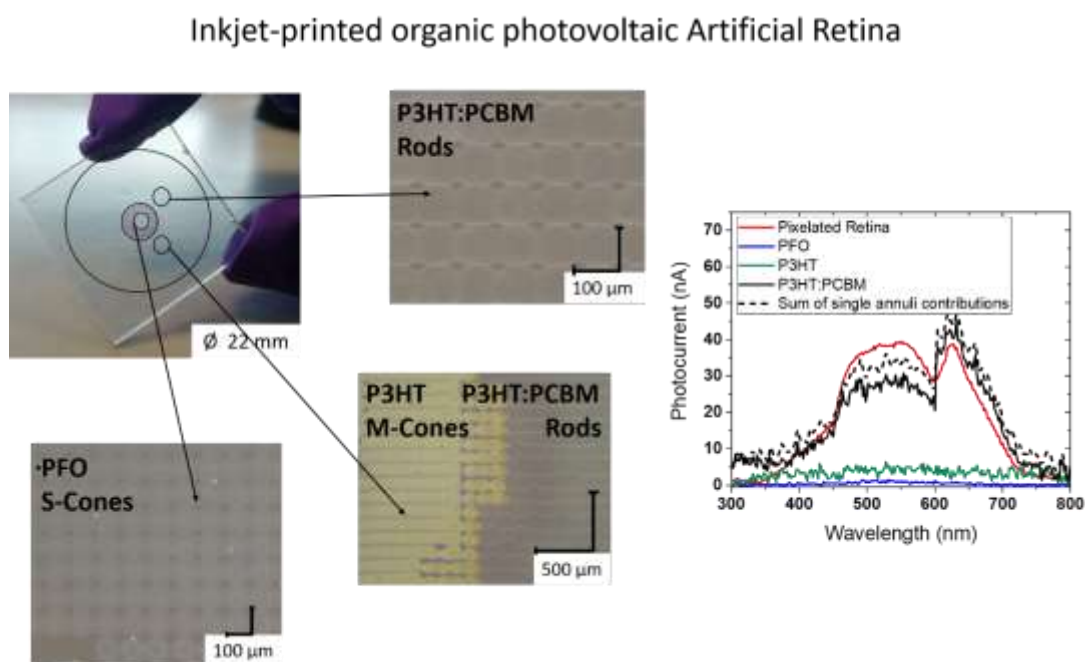 Inkjet-printed organic photovoltaic Artificial Retina
Ø 22 mm
P3HT:PCBM
Rods
100 µm
P3HT P3HT:PCBM
M-Cones Rods
500 µm
PFO
S-Cones
100 µm
Photocurrent (nA)
70
60
50
40
30
20
10
0
Pixelated Retina
PFO
P3HT
P3HT:PCBM
Sum of single annuli contributions
300 400 500 600 700 800
Wavelength (nm)